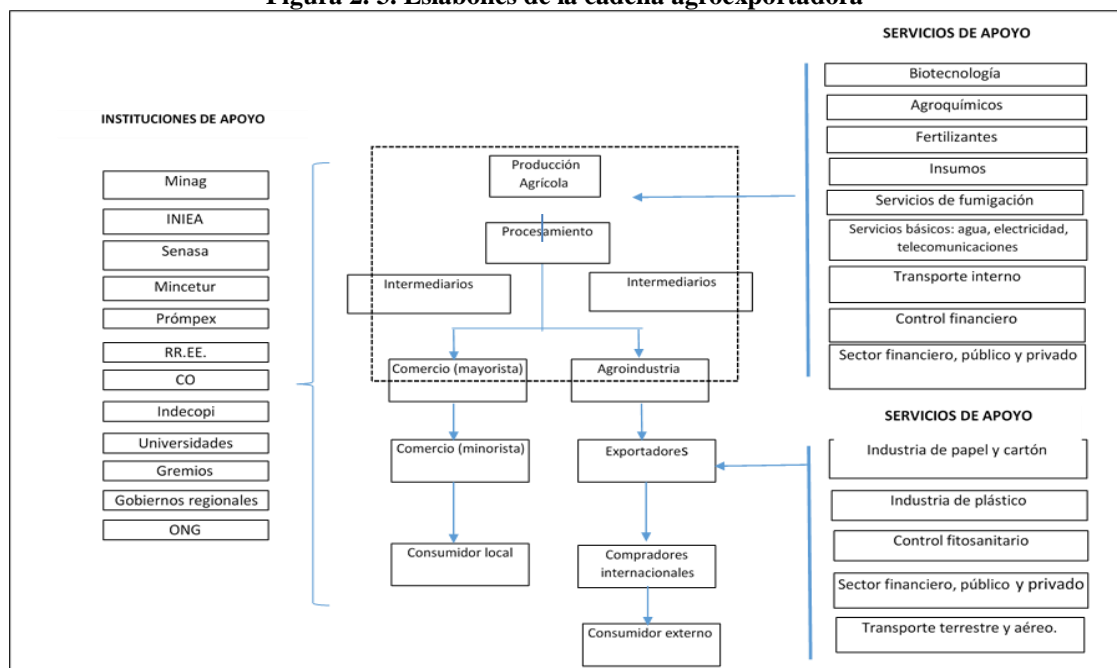 Figura 2. 3. Eslabones de la cadena agroexportadora
INSTITUCIONES DE APOYO
Minag
INIEA
Senasa
Mincetur
Prómpex
RR.EE.
CO
Indecopi
Universidades
Gremios
Gobiernos regionales
ONG
Producción
Agrícola
Procesamiento
Intermediarios
Intermediarios
Comercio (mayorista)
Agroindustria
Comercio (minorista)
Exportadores
Consumidor local
Compradores
internacionales
Consumidor externo
SERVICIOS DE APOYO
Biotecnología
Agroquímicos
Fertilizantes
Insumos
Servicios de fumigación
Servicios básicos: agua, electricidad,
telecomunicaciones
Transporte interno
Control financiero
Sector financiero, público y privado
SERVICIOS DE APOYO
Industria de papel y cartón
Industria de plástico
Control fitosanitario
Sector financiero, público y privado
Transporte terrestre y aéreo.